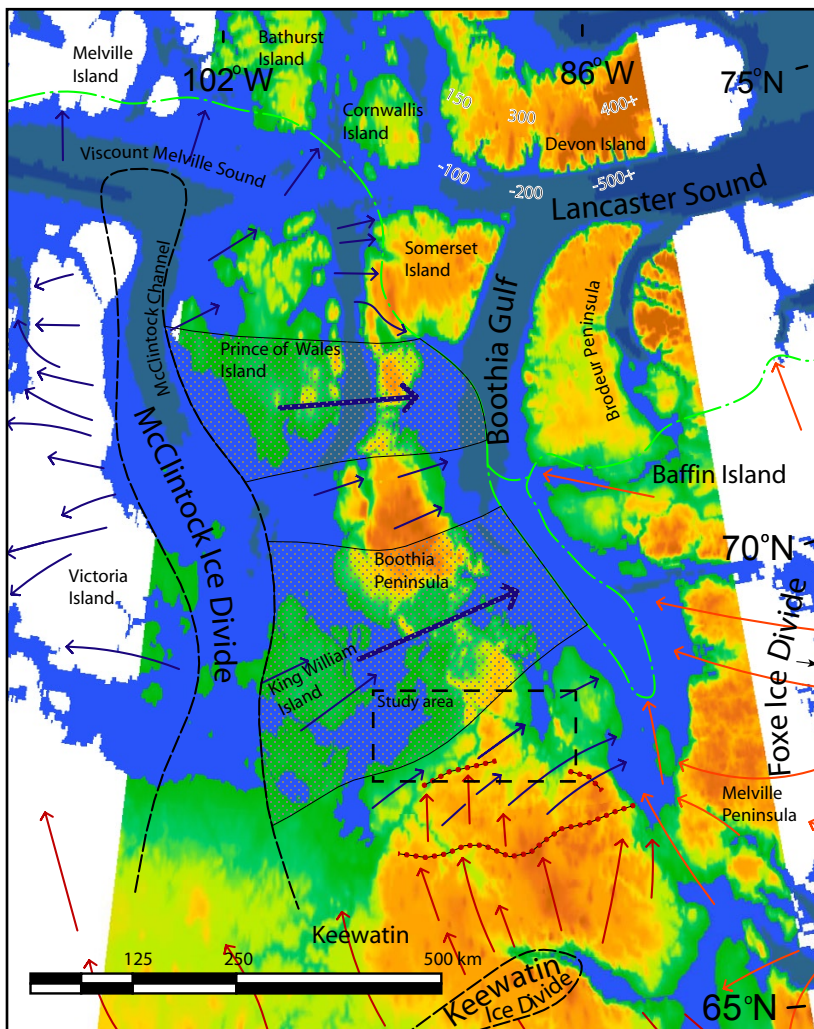 Melville
Island
Bathurst
Island
102°W
86°W
75°N
Cornwallis
Island
150
300
400+
Devon Island
Viscount Melville Sound
-100
-200
-500+
Lancaster Sound
Somerset
Island
McClintock Channel
Boothia Gulf
Brodeur Peninsula
Prince of Wales
Island
McClintock Ice Divide
Baffin Island
70°N
Boothia
Peninsula
Victoria
Island
King William
Island
Study area
Foxe Ice Divide
Melville
Peninsula
Keewatin
125
250
500 km
Keewatin
Ice Divide
65°N